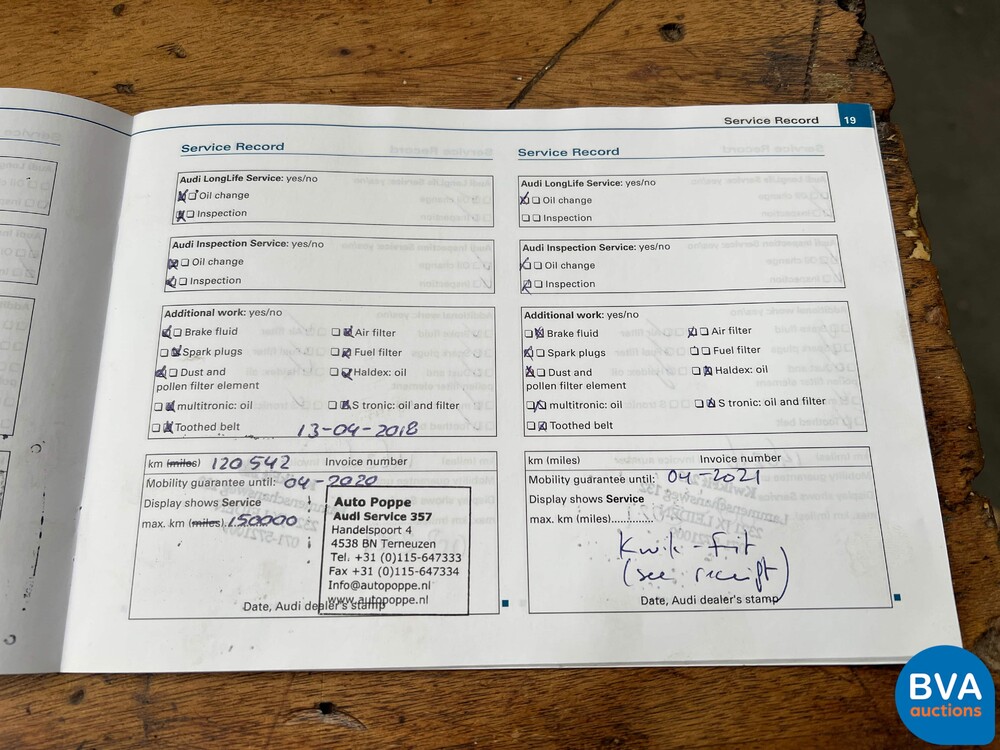 Service Record 19
Service Record
Audi LongLife Service: yes/no
Oil change
Inspection
Audi Inspection Service: yes/no
Oil change
Inspection
Additional work: yes/no
Brake fluid Air filter
Spark plugs Fuel filter
Dust and Haldex: oil
pollen filter element
multitronic: oil S tronic: oil and filter
Toothed belt 13-04-2018
km (miles) 120 542 Invoice number
Mobility guarantee until: 04-2020
Display shows Service
max. km (miles) 150000
Auto Poppe
Audi Service 357
Handelspoort 4
4538 BN Terneuzen
Tel. +31 (0)115-647333
Fax +31 (0)115-647334
Info@autopoppe.nl
www.autopoppe.nl
Date, Audi dealer's stamp
Service Record
Audi LongLife Service: yes/no
Oil change
Inspection
Audi Inspection Service: yes/no
Oil change
Inspection
Additional work: yes/no
Brake fluid Air filter
Spark plugs Fuel filter
Dust and Haldex: oil
pollen filter element
multitronic: oil S tronic: oil and filter
Toothed belt
km (miles) Invoice number
Mobility guarantee until: 04-2021
Display shows Service
max. km (miles)..............
Kwik-Fit
(see receipt)
Date, Audi dealer's stamp
BVA
auctions